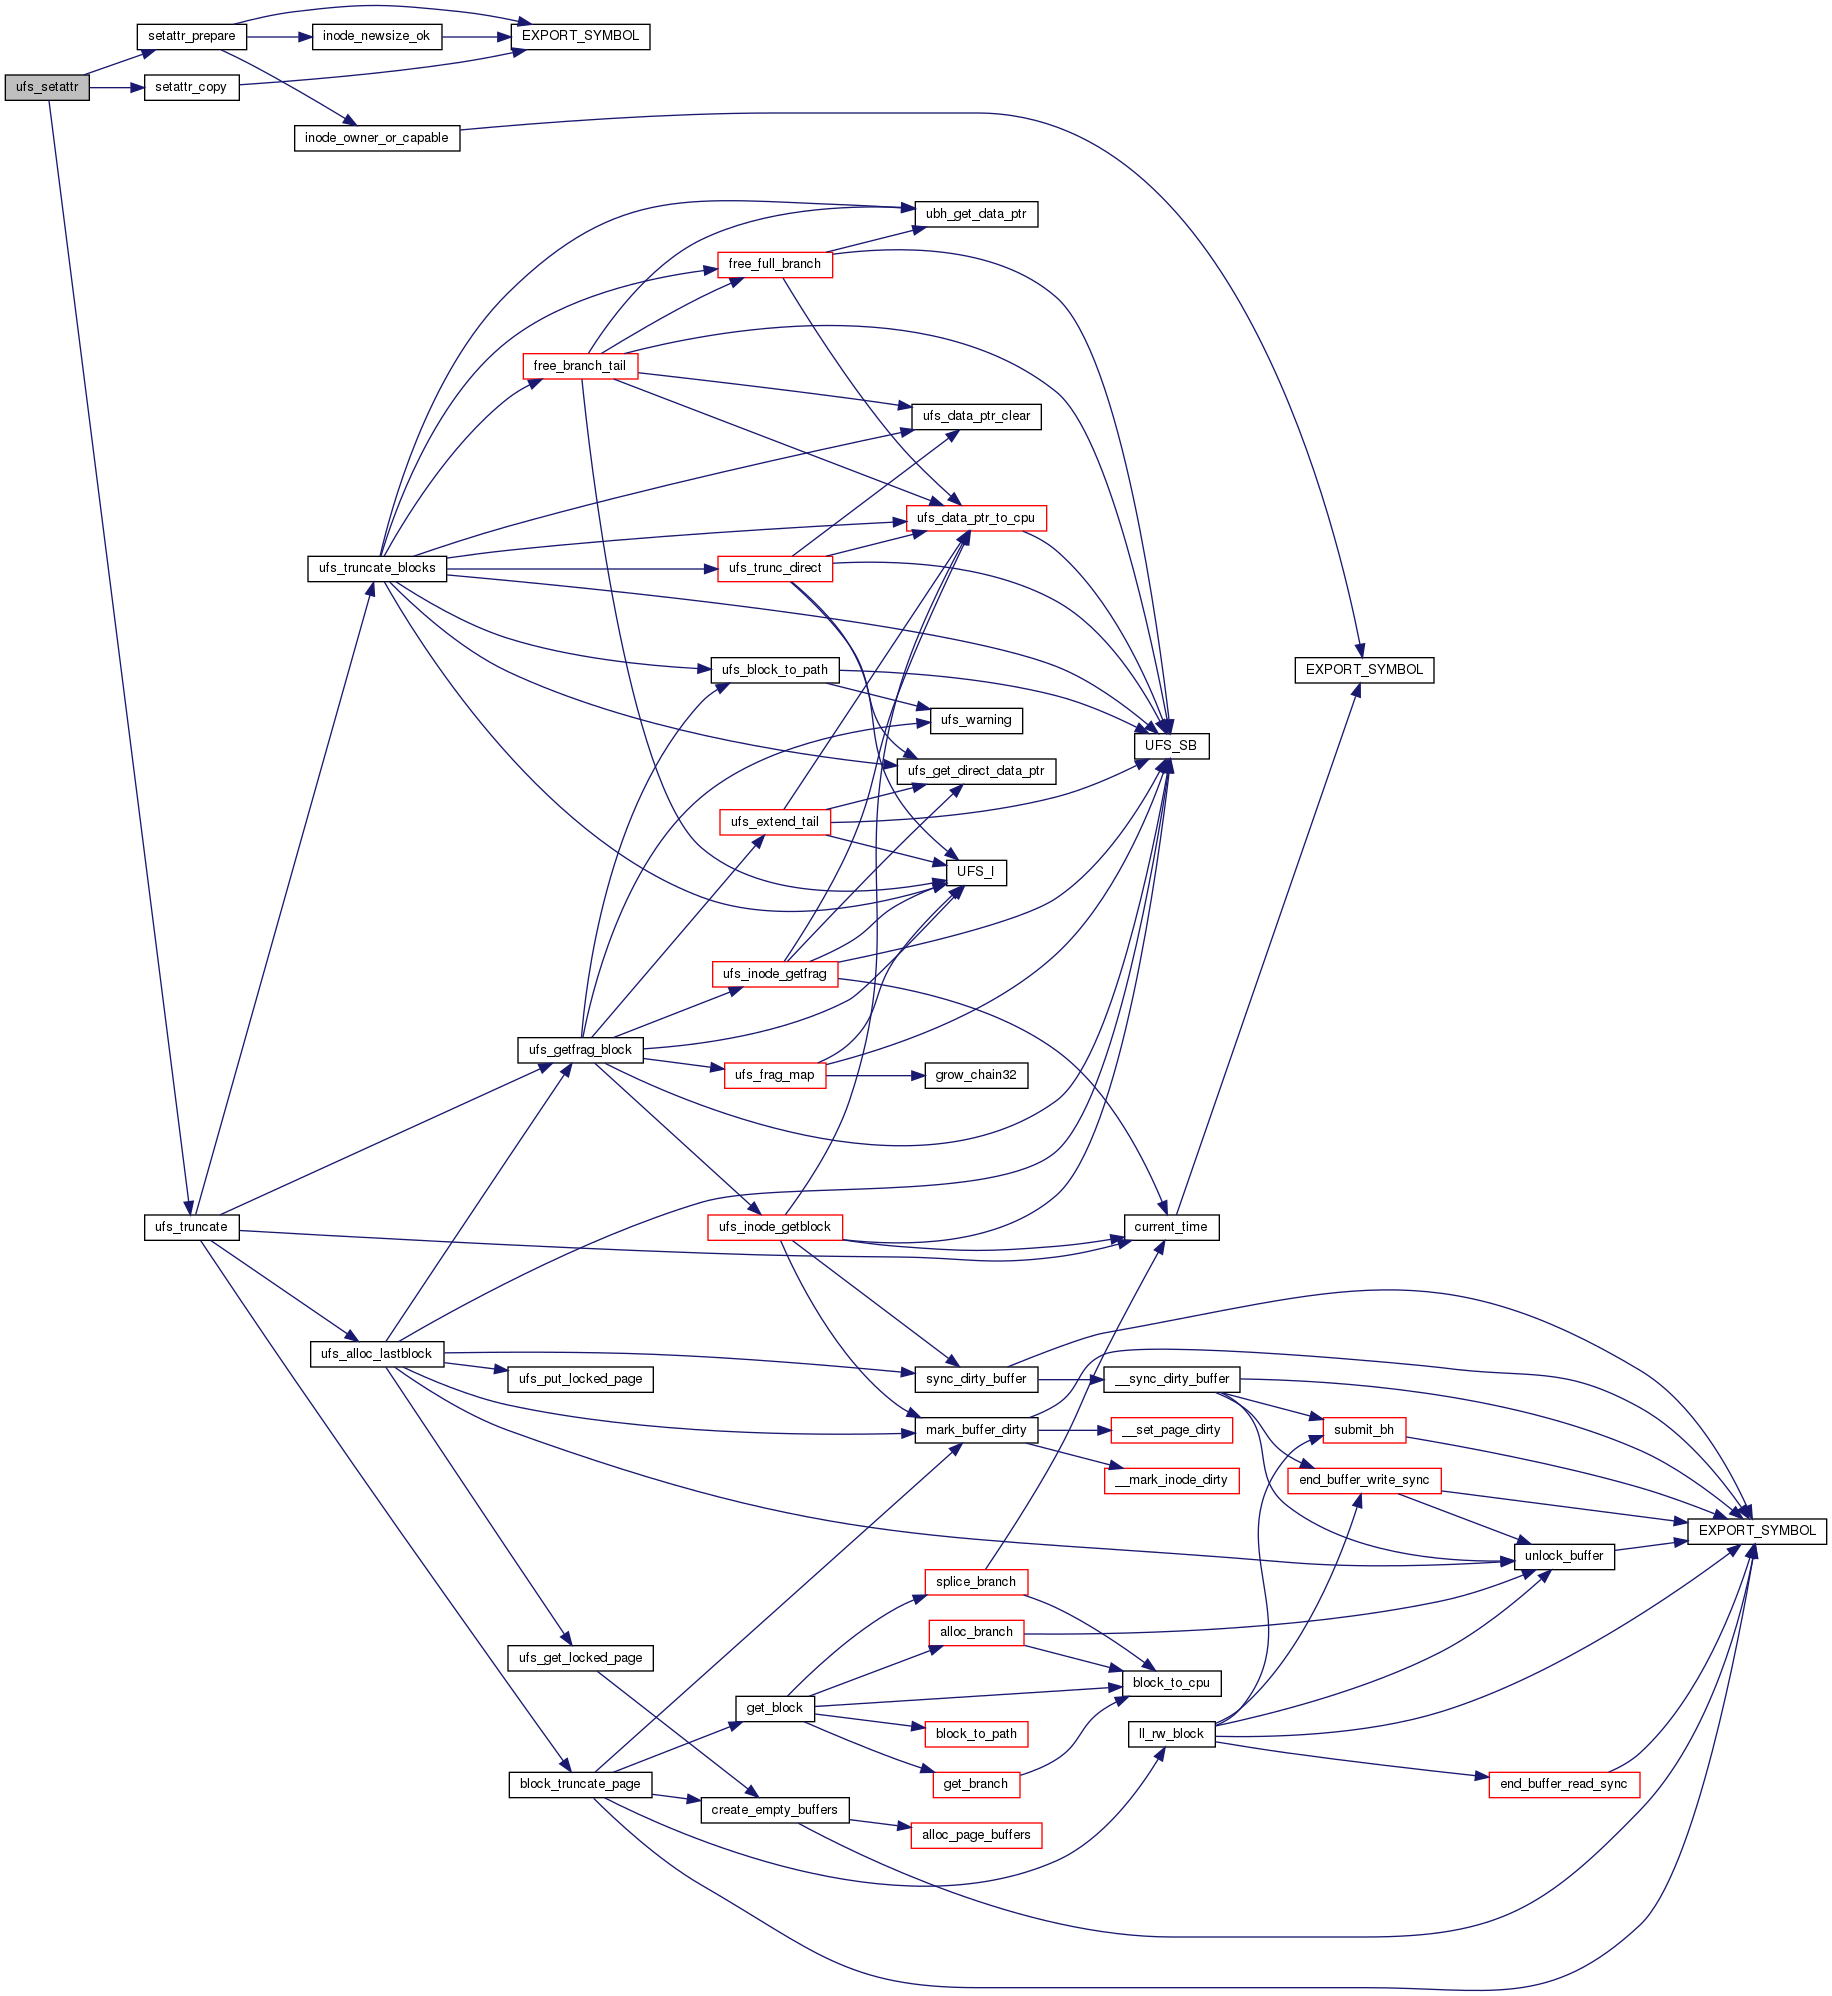 setattr_prepare
inode_newsize_ok
EXPORT_SYMBOL
ufs_setattr
setattr_copy
inode_owner_or_capable
ubh_get_data_ptr
free_full_branch
free_branch_tail
ufs_data_ptr_clear
ufs_data_ptr_to_cpu
ufs_truncate_blocks
ufs_trunc_direct
ufs_block_to_path
EXPORT_SYMBOL
ufs_warning
UFS_SB
ufs_get_direct_data_ptr
ufs_extend_tail
UFS_I
ufs_inode_getfrag
ufs_getfrag_block
ufs_frag_map
grow_chain32
ufs_truncate
ufs_inode_getblock
current_time
ufs_alloc_lastblock
ufs_put_locked_page
sync_dirty_buffer
__sync_dirty_buffer
mark_buffer_dirty
__set_page_dirty
submit_bh
__mark_inode_dirty
end_buffer_write_sync
EXPORT_SYMBOL
unlock_buffer
splice_branch
alloc_branch
ufs_get_locked_page
block_to_cpu
get_block
block_to_path
ll_rw_block
block_truncate_page
get_branch
end_buffer_read_sync
create_empty_buffers
alloc_page_buffers